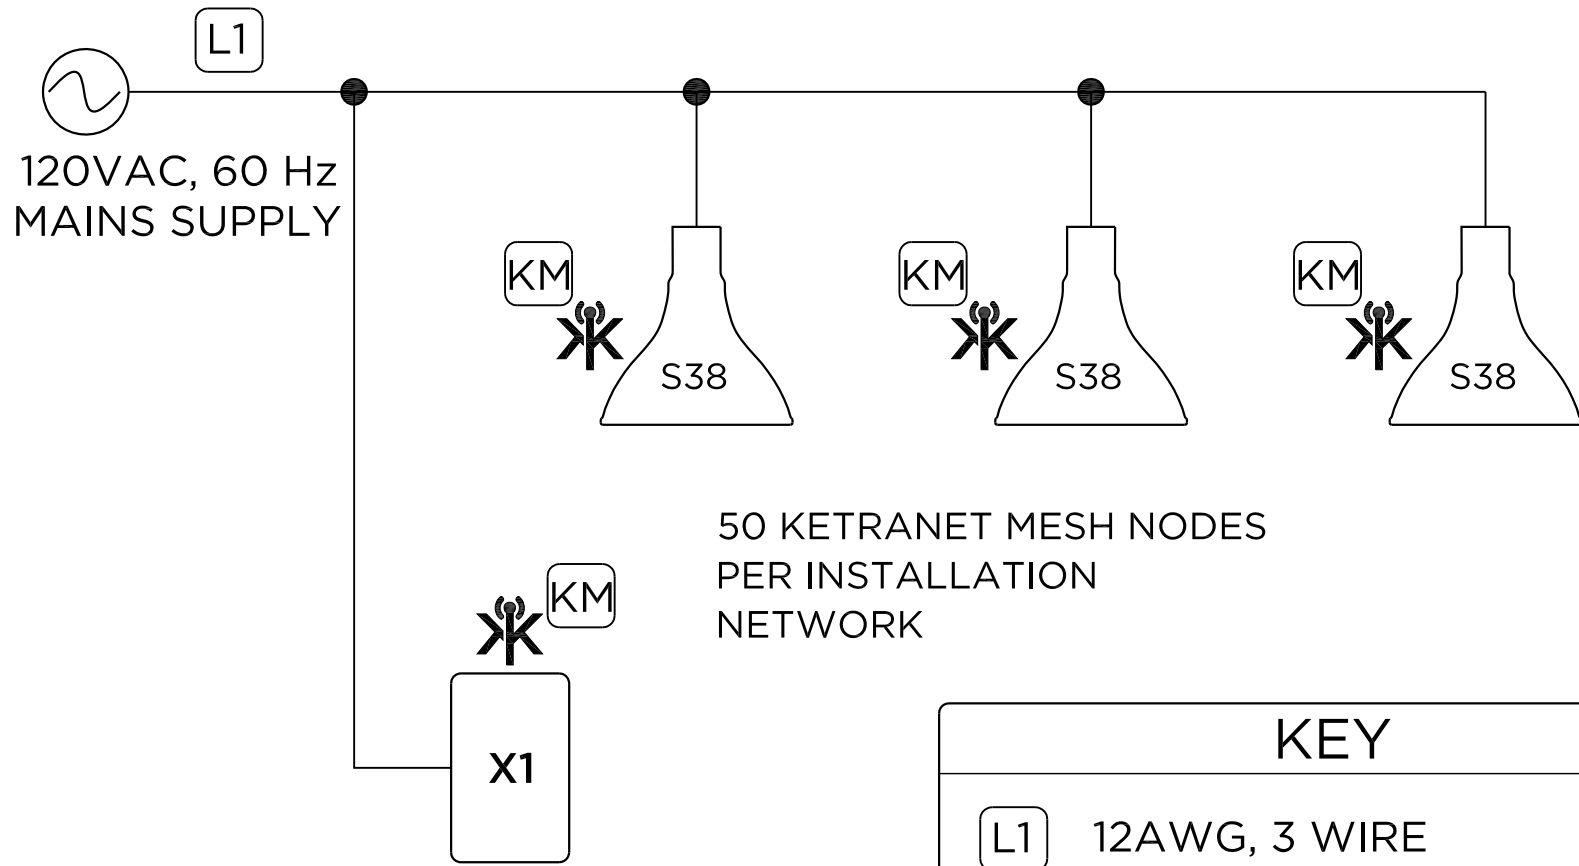 L1
120VAC, 60 Hz
MAINS SUPPLY
KM
KM
KM
S38
S38
S38
50 KETRANET MESH NODES
PER INSTALLATION
NETWORK
KM
X1
KEY
L1 12AWG, 3 WIRE